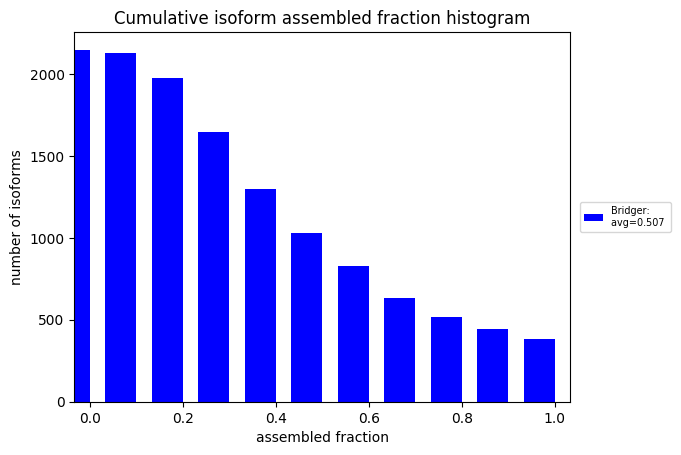 Cumulative isoform assembled fraction histogram
number of isoforms
2000
1500
1000
500
0
0.0 0.2 0.4 0.6 0.8 1.0
assembled fraction
Bridger:
avg=0.507